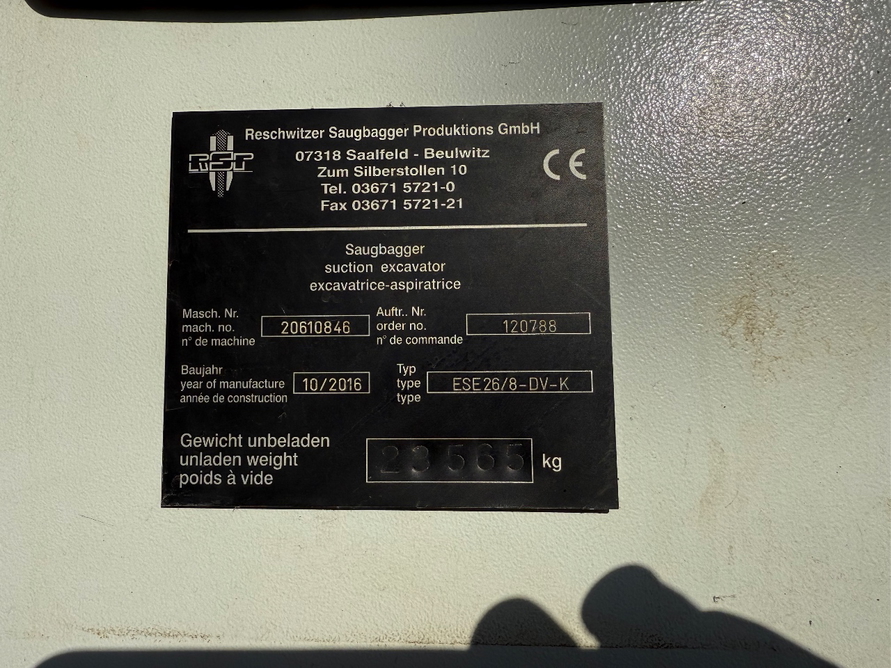 RSP
Reschwitzer Saugbagger Produktions GmbH
07318 Saalfeld - Beulwitz
Zum Silberstollen 10
Tel. 03671 5721-0
Fax 03671 5721-21
CE
Saugbagger
suction excavator
excavatrice-aspiratrice
Masch. Nr.
mach. no.
n° de machine
20610846
Auftr.. Nr.
order no.
n° de commande
120788
Baujahr
year of manufacture
année de construction
10/2016
Typ
type
type
ESE26/8-DV-K
Gewicht unbeladen
unladen weight
poids à vide
23565 kg